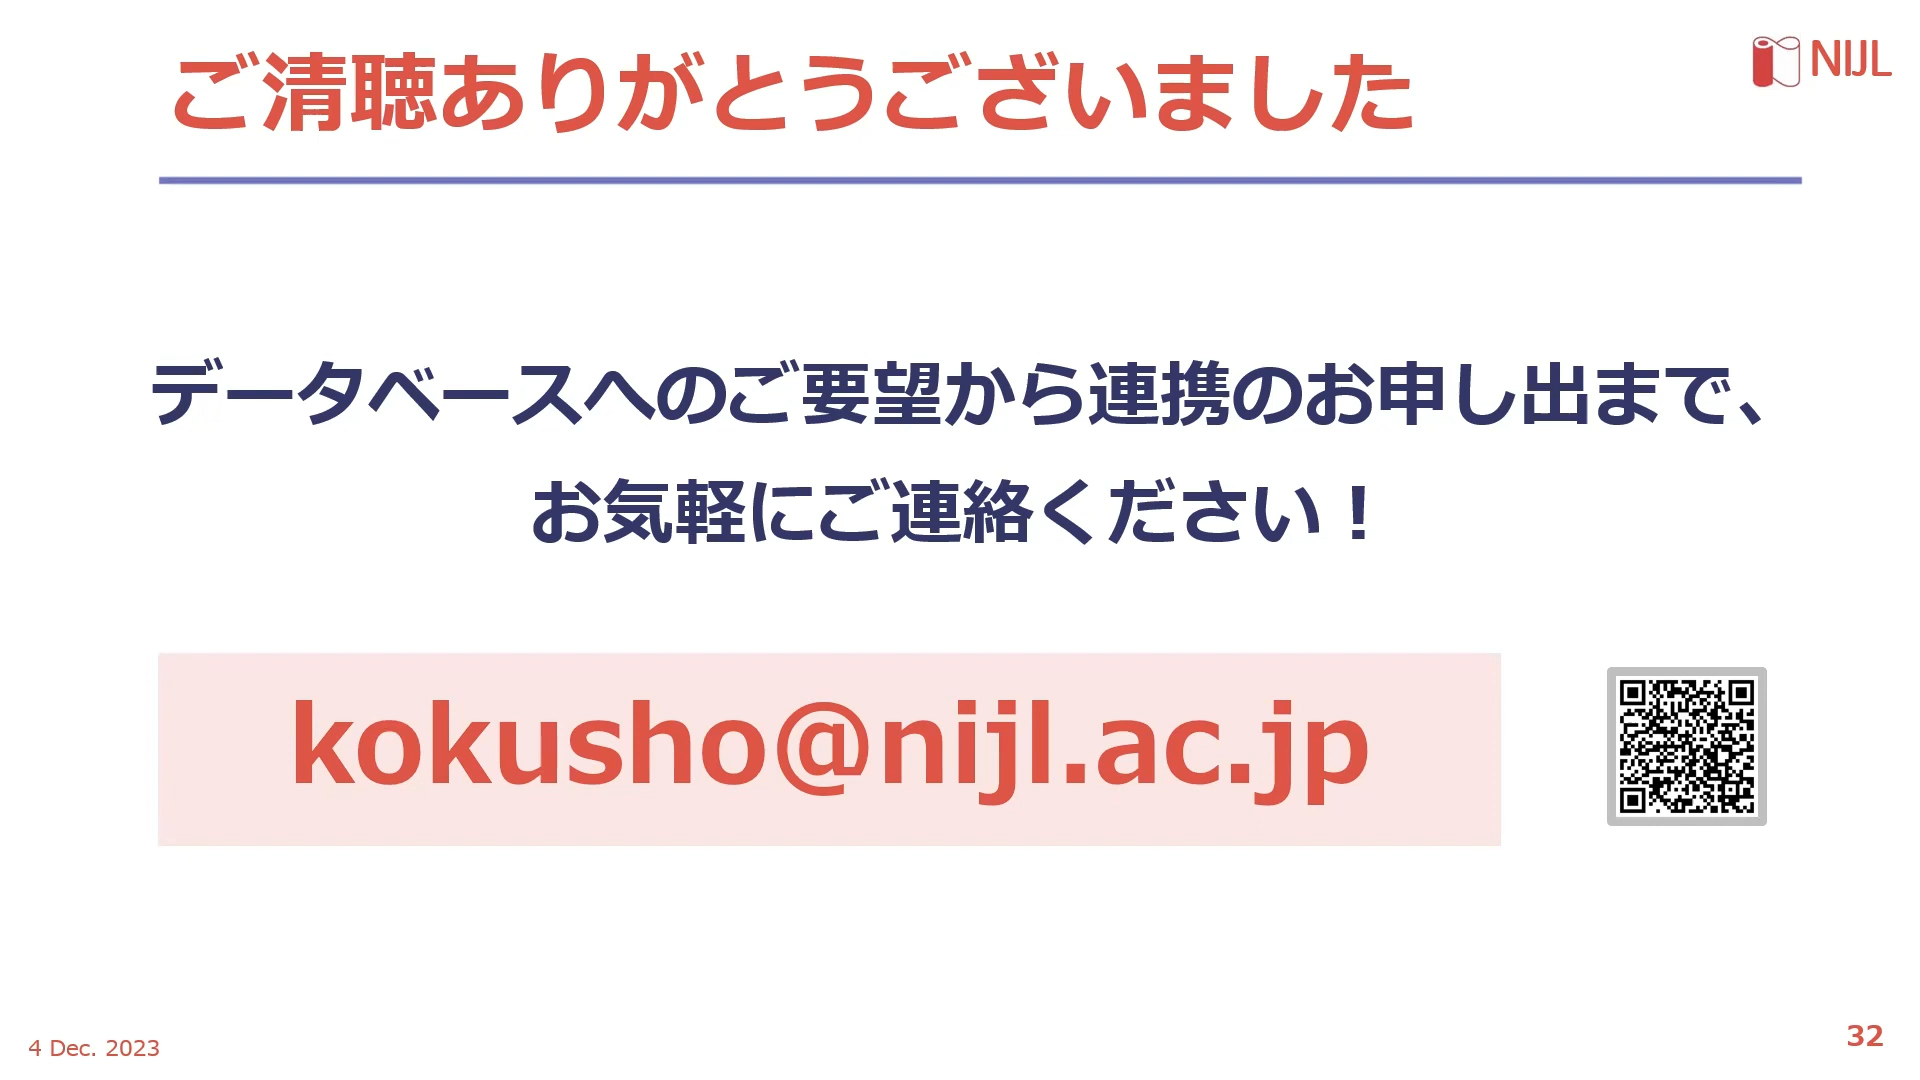 ご清聴ありがとうございました
NIJL
データベースへのご要望から連携のお申し出まで、
お気軽にご連絡ください！
kokusho@nijl.ac.jp
4 Dec. 2023
32